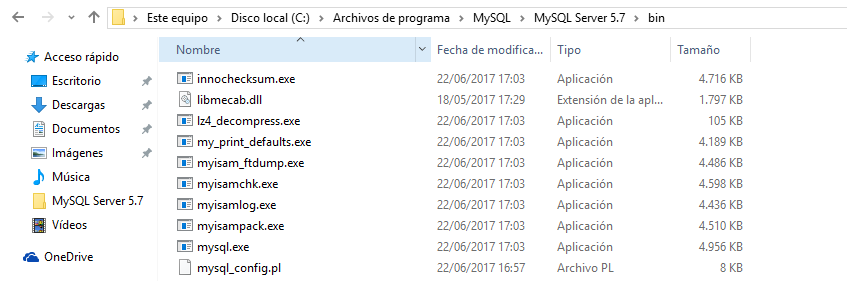 Este equipo > Disco local (C:) > Archivos de programa > MySQL > MySQL Server 5.7 > bin
Acceso rápido
Escritorio
Descargas
Documentos
Imágenes
Música
MySQL Server 5.7
Vídeos
OneDrive
Nombre Fecha de modifica... Tipo Tamaño
innochecksum.exe 22/06/2017 17:03 Aplicación 4.716 KB
libmecab.dll 18/05/2017 17:29 Extensión de la apl... 1.797 KB
lz4_decompress.exe 22/06/2017 17:03 Aplicación 105 KB
my_print_defaults.exe 22/06/2017 17:03 Aplicación 4.189 KB
myisam_ftdump.exe 22/06/2017 17:03 Aplicación 4.486 KB
myisamchk.exe 22/06/2017 17:03 Aplicación 4.598 KB
myisamlog.exe 22/06/2017 17:03 Aplicación 4.436 KB
myisampack.exe 22/06/2017 17:03 Aplicación 4.510 KB
mysql.exe 22/06/2017 17:03 Aplicación 4.956 KB
mysql_config.pl 22/06/2017 16:57 Archivo PL 8 KB